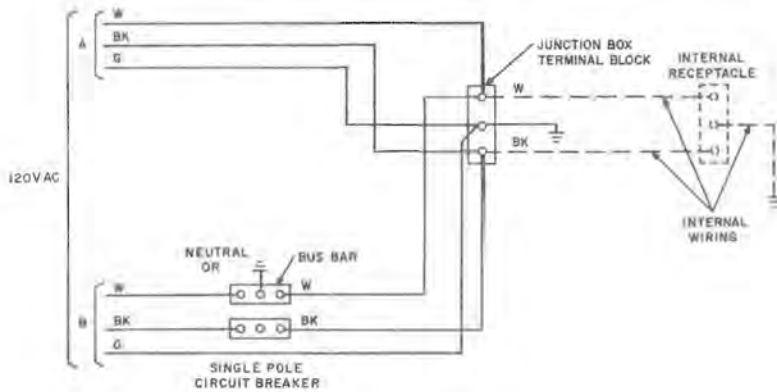 W
BK
A
G
JUNCTION BOX
TERMINAL BLOCK
INTERNAL
RECEPTACLE
W
BK
120VAC
INTERNAL
WIRING
NEUTRAL
OR
BUS BAR
W
W
B
BK
BK
G
SINGLE POLE
CIRCUIT BREAKER